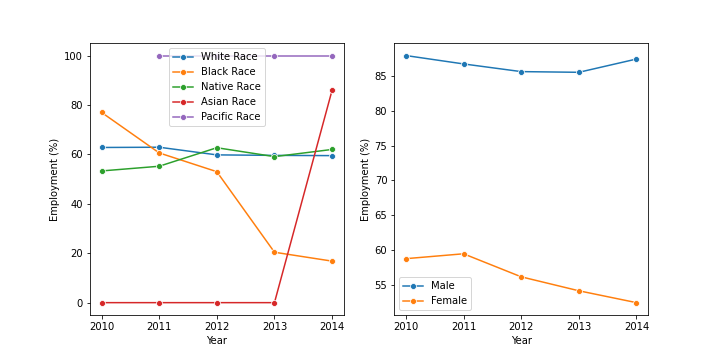 100
80
60
40
20
0
Employment (%)
White Race
Black Race
Native Race
Asian Race
Pacific Race
2010 2011 2012 2013 2014
Year
85
80
75
70
65
60
55
Employment (%)
Male
Female
2010 2011 2012 2013 2014
Year